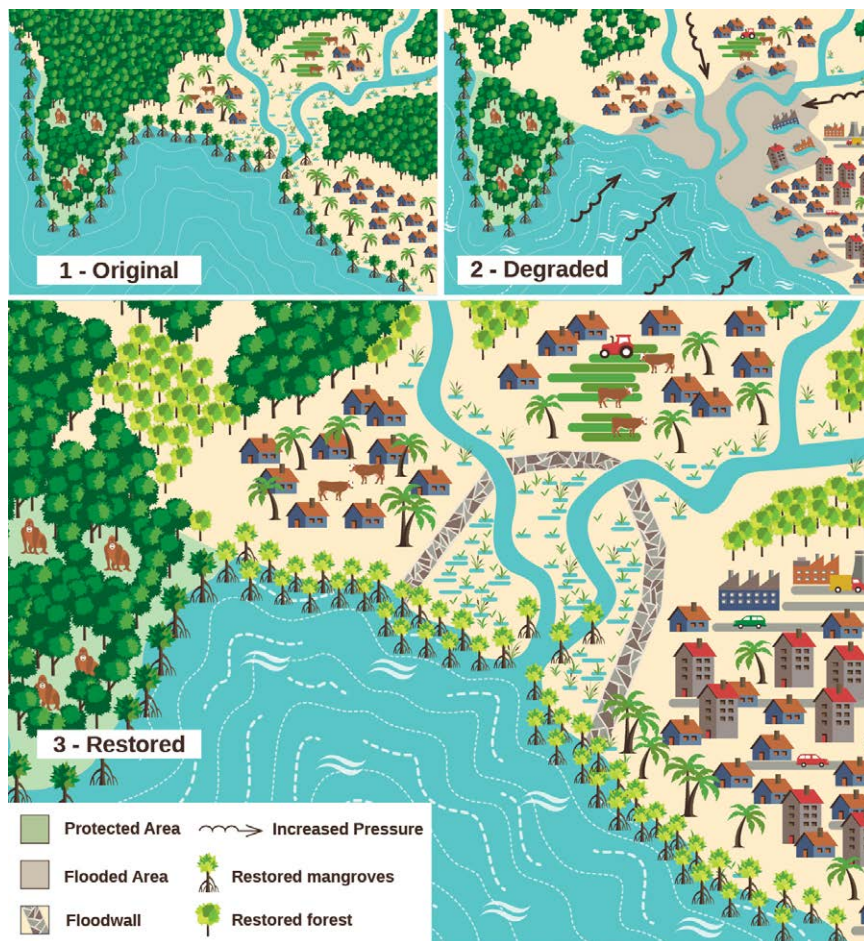 1 - Original
2 - Degraded
3 - Restored
Protected Area
Increased Pressure
Flooded Area
Restored mangroves
Floodwall
Restored forest